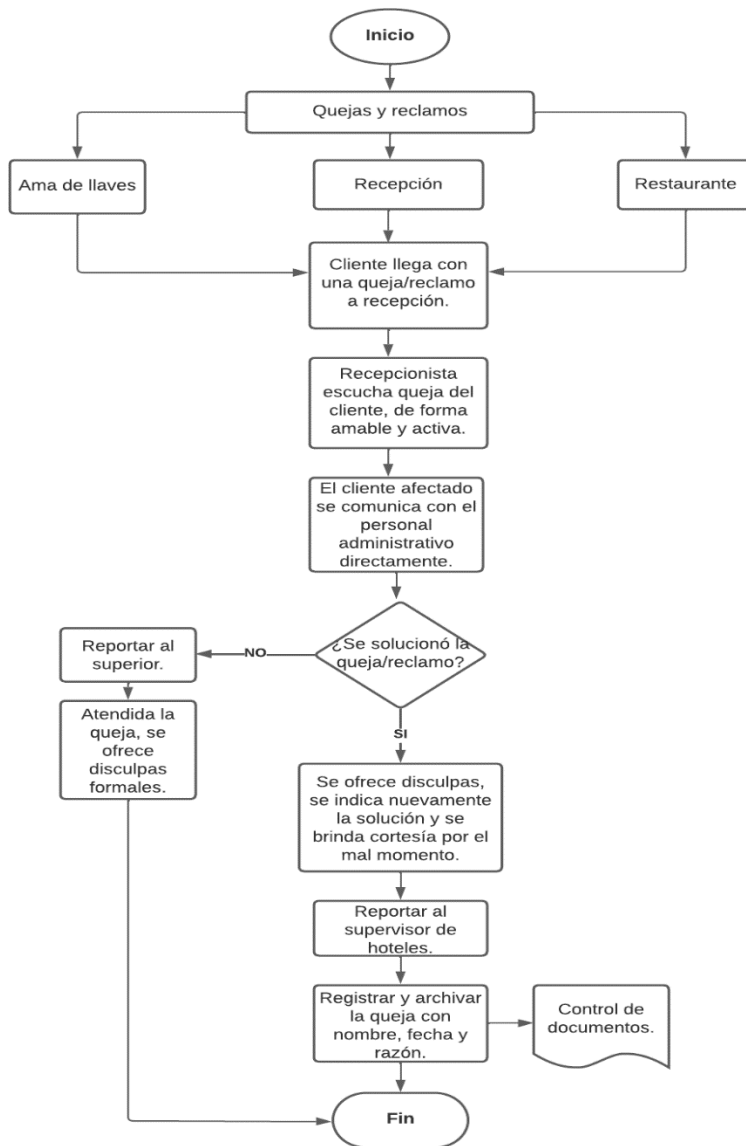 Inicio
Quejas y reclamos
Ama de llaves
Recepción
Restaurante
Cliente llega con
una queja/reclamo
a recepción.
Recepcionista
escucha queja del
cliente, de forma
amable y activa.
El cliente afectado
se comunica con el
personal
administrativo
directamente.
¿Se solucionó la
queja/reclamo?
NO
Reportar al
superior.
Atendida la
queja, se
ofrece
disculpas
formales.
SI
Se ofrece disculpas,
se indica nuevamente
la solución y se
brinda cortesía por el
mal momento.
Reportar al
supervisor de
hoteles.
Registrar y archivar
la queja con
nombre, fecha y
razón.
Control de
documentos.
Fin